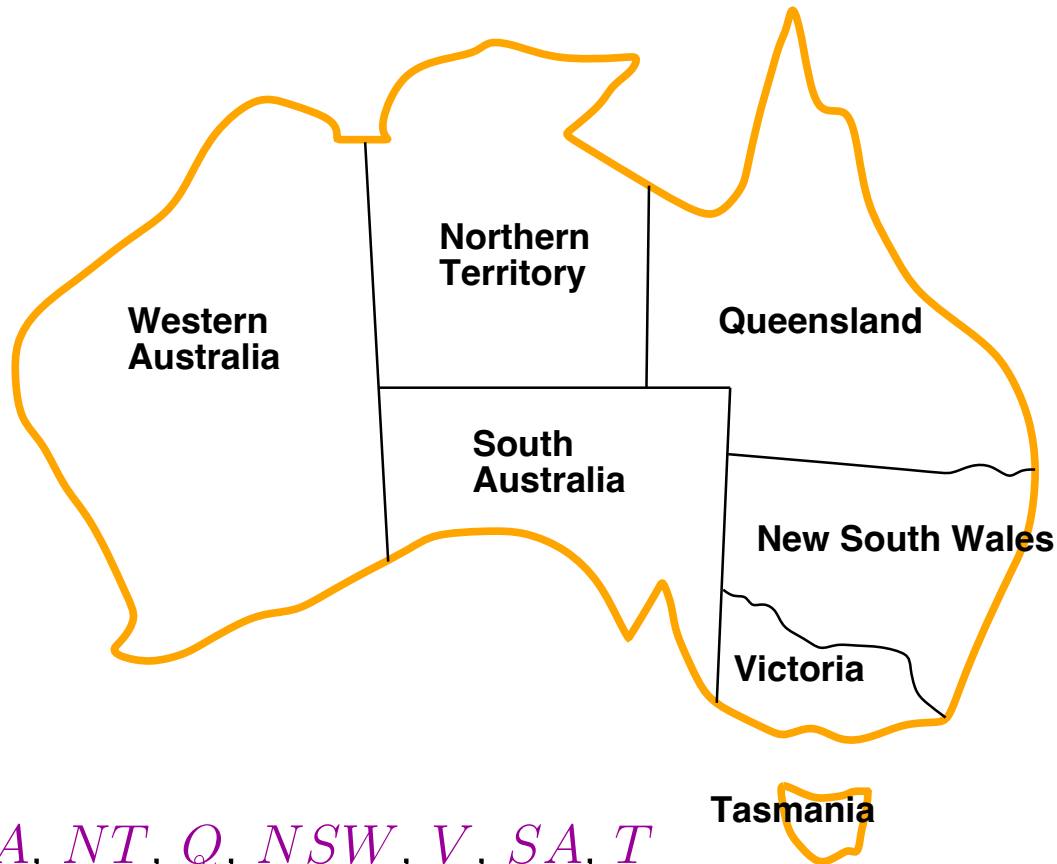 Northern
Territory
Western
Australia
Queensland
South
Australia
New South Wales
Victoria
Tasmania
A, NT, Q, NSW, V, SA, T